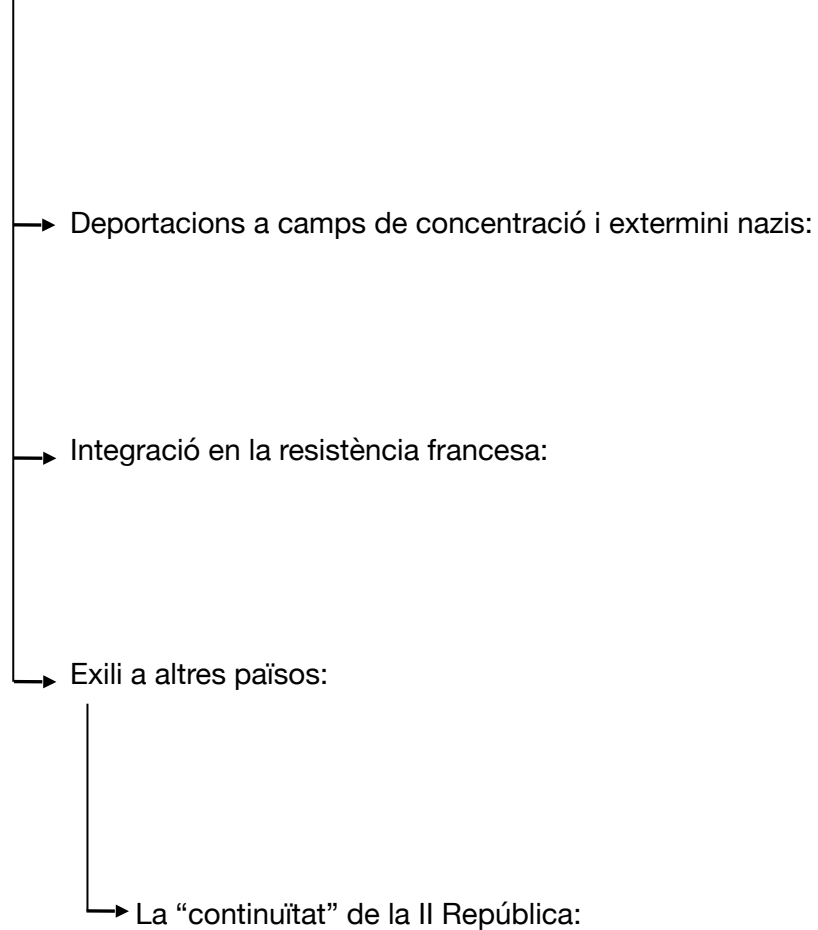 Deportacions a camps de concentració i extermini nazis:
Integració en la resistència francesa:
Exili a altres països:
La “continuïtat” de la II República: